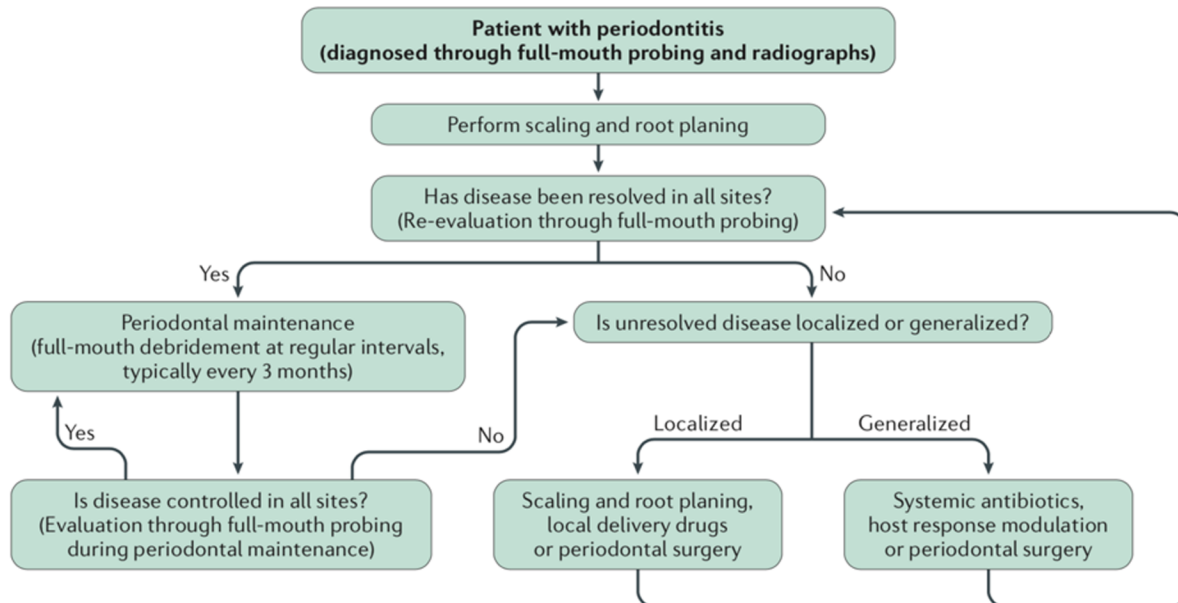 Patient with periodontitis
(diagnosed through full-mouth probing and radiographs)
Perform scaling and root planing
Has disease been resolved in all sites?
(Re-evaluation through full-mouth probing)
Yes
No
Periodontal maintenance
(full-mouth debridement at regular intervals,
typically every 3 months)
Is unresolved disease localized or generalized?
Yes
No
Localized
Generalized
Is disease controlled in all sites?
(Evaluation through full-mouth probing
during periodontal maintenance)
Scaling and root planing,
local delivery drugs
or periodontal surgery
Systemic antibiotics,
host response modulation
or periodontal surgery